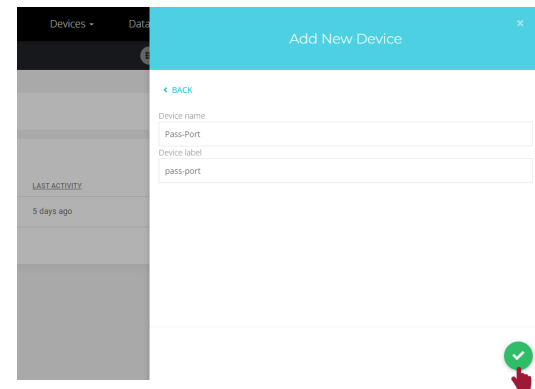 Devices
Data
Add New Device
×
BACK
Device name
Pass-Port
Device label
pass-port
LAST ACTIVITY
5 days ago